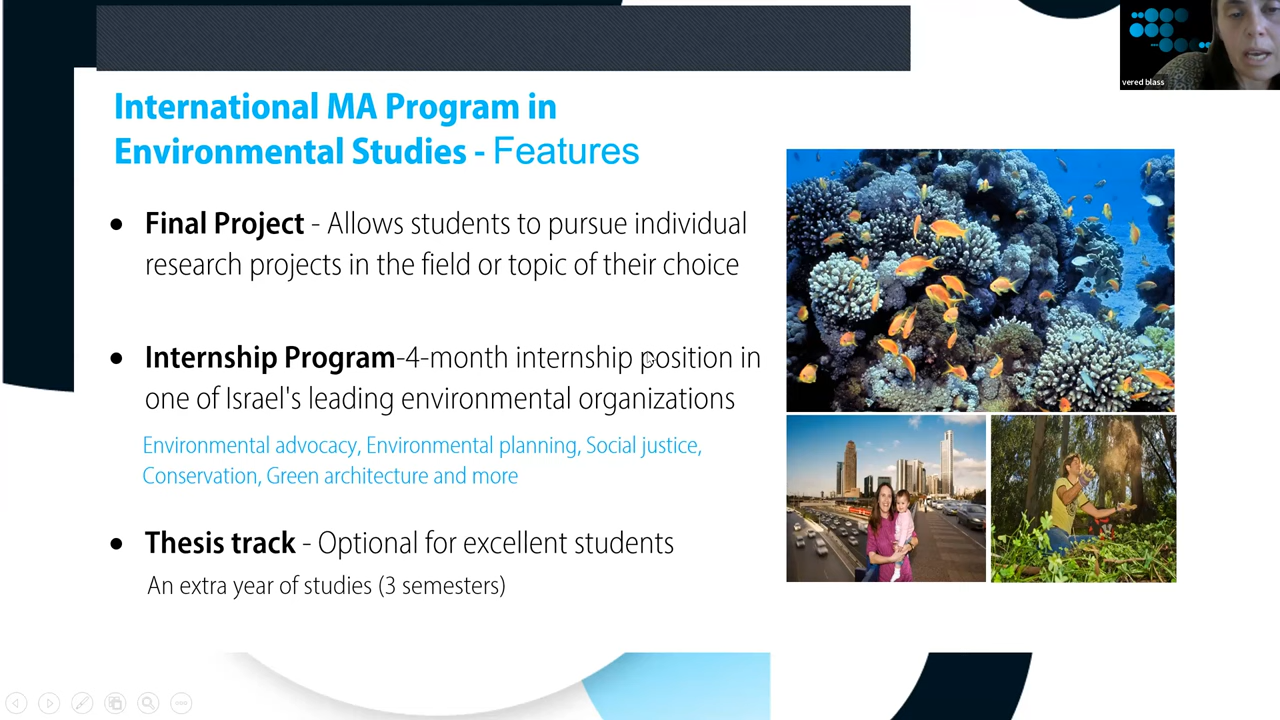 vered blass
International MA Program in
Environmental Studies - Features
● Final Project - Allows students to pursue individual
research projects in the field or topic of their choice
● Internship Program-4-month internship position in
one of Israel's leading environmental organizations
Environmental advocacy, Environmental planning, Social justice,
Conservation, Green architecture and more
● Thesis track - Optional for excellent students
An extra year of studies (3 semesters)